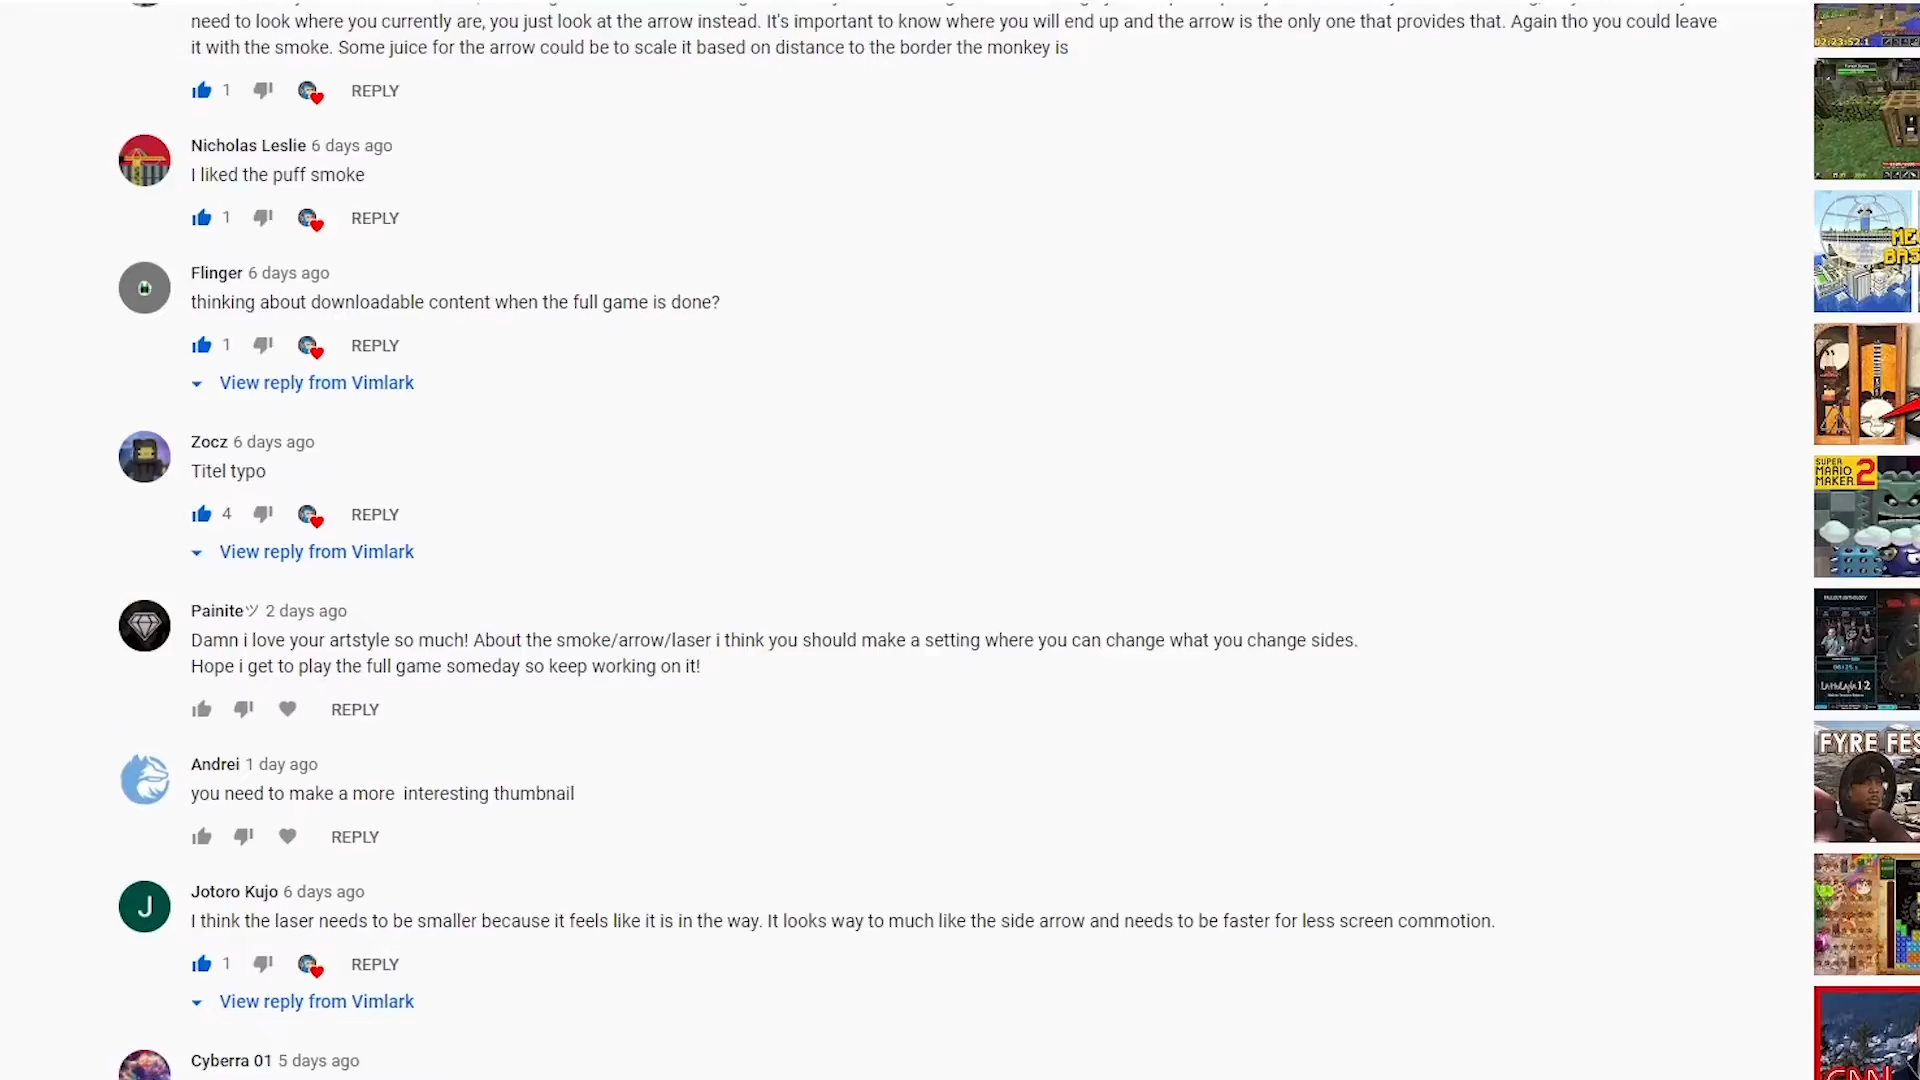 need to look where you currently are, you just look at the arrow instead. It's important to know where you will end up and the arrow is the only one that provides that. Again tho you could leave
it with the smoke. Some juice for the arrow could be to scale it based on distance to the border the monkey is
1 REPLY
Nicholas Leslie 6 days ago
I liked the puff smoke
1 REPLY
Flinger 6 days ago
thinking about downloadable content when the full game is done?
1 REPLY
View reply from Vimlark
Zocz 6 days ago
Titel typo
4 REPLY
View reply from Vimlark
Painiteツ 2 days ago
Damn i love your artstyle so much! About the smoke/arrow/laser i think you should make a setting where you can change what you change sides.
Hope i get to play the full game someday so keep working on it!
REPLY
Andrei 1 day ago
you need to make a more  interesting thumbnail
REPLY
Jotoro Kujo 6 days ago
I think the laser needs to be smaller because it feels like it is in the way. It looks way to much like the side arrow and needs to be faster for less screen commotion.
1 REPLY
View reply from Vimlark
Cyberra 01 5 days ago
02:23:52.1
ME
BAS
SUPER
MARIO
MAKER 2
FYRE FES
CNN